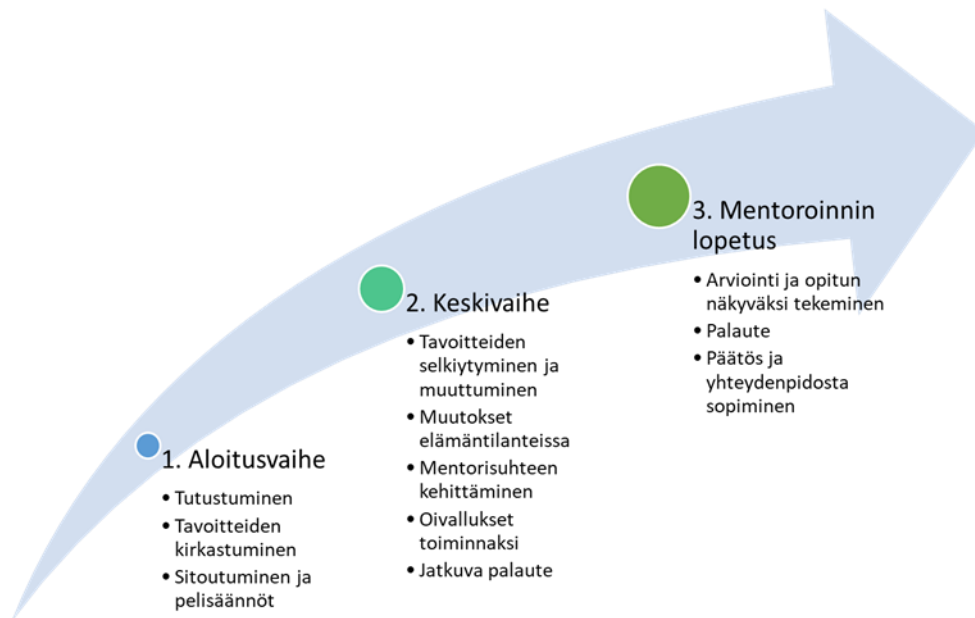 1. Aloitusvaihe
• Tutustuminen
• Tavoitteiden
kirkastuminen
• Sitoutuminen ja
pelisäännöt
2. Keskivaihe
• Tavoitteiden
selkiytyminen ja
muuttuminen
• Muutokset
elämäntilanteissa
• Mentorisuhteen
kehittäminen
• Oivallukset
toiminnaksi
• Jatkuva palaute
3. Mentoroinnin
lopetus
• Arviointi ja opitun
näkyväksi tekeminen
• Palaute
• Päätös ja
yhteydenpidosta
sopiminen